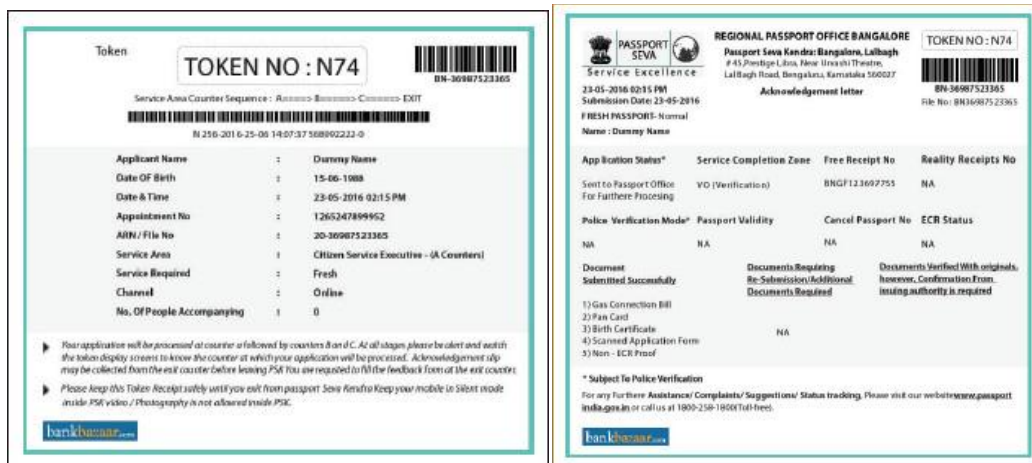 Token
TOKEN NO : N74
BN-36987523365
Service Area Counter Sequence : A=====> B======> C======> EXIT
N 256-2016-25-06 14:07:37 568992222-0
Applicant Name : Dummy Name
Date OF Birth : 15-06-1988
Date & Time : 23-05-2016 02:15 PM
Appointment No : 1265247899952
ARN / File No : 20-36987523365
Service Area : Citizen Service Executive - (A Counters)
Service Required : Fresh
Channel : Online
No. Of People Accompanying : 0
Your application will be processed at counter a followed by counters B and C. At all stages please be alert and watch
the token display screens to know the counter at which your application will be processed. Acknowledgement slip
may be collected from the exit counter before leaving PSK You are requested to fill the feedback form at the exit counter.
Please keep this Token Receipt safely until you exit from passport Seva Kendra Keep your mobile in Silent mode
inside PSK video / Photography is not allowed inside PSK.
bankbazaar.com
PASSPORT
SEVA
Service Excellence
REGIONAL PASSPORT OFFICE BANGALORE
Passport Seva Kendra: Bangalore, Lalbagh
# 45, Prestige Libra, Near Urvashi Theatre,
Lal Bagh Road, Bengaluru, Karnataka 560027
TOKEN NO : N74
BN-36987523365
File No : BN36987523365
23-05-2016 02:15 PM
Submission Date: 23-05-2016
Acknowledgement letter
FRESH PASSPORT- Normal
Name : Dummy Name
Application Status* Service Completion Zone Free Receipt No Reality Receipts No
Sent to Passport Office VO (Verification) BNGF123697755 NA
For Furthere Procesing
Police Verification Mode* Passport Validity Cancel Passport No ECR Status
NA NA NA NA
Document Documents Requiring Documents Verified With originals,
Submitted Successfully Re-Submission/Additional however, Confirmation From
Documents Required issuing authority is required
1) Gas Connection Bill
2) Pan Card
3) Birth Certificate NA
4) Scanned Application Form
5) Non - ECR Proof
* Subject To Police Verification
For any Furthere Assistance/ Complaints/ Suggestions/ Status tracking, Please visit our website www.passport
india.gov.in or call us at 1800-258-1800(Toll-free).
bankbazaar.com